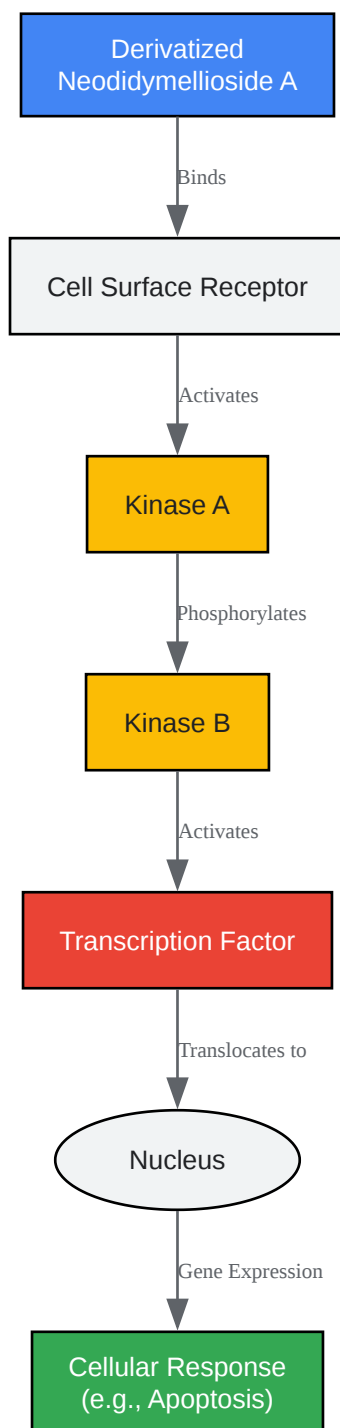 Derivatized
Neodidymellioside A
Binds
Cell Surface Receptor
Activates
Kinase A
Phosphorylates
Kinase B
Activates
Transcription Factor
Translocates to
Nucleus
Gene Expression
Cellular Response
(e.g., Apoptosis)